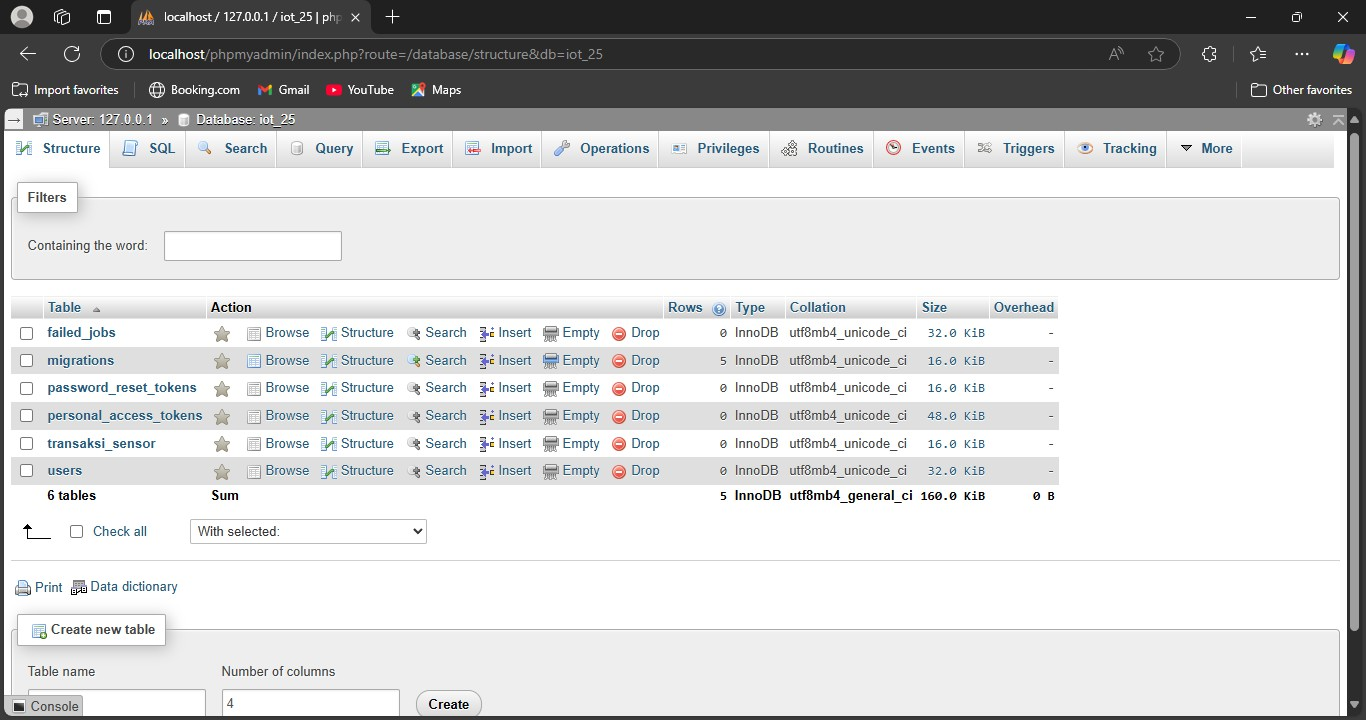 localhost / 127.0.0.1 / iot_25 | php
localhost/phpmyadmin/index.php?route=/database/structure&db=iot_25
Import favorites Booking.com Gmail YouTube Maps Other favorites
Server: 127.0.0.1 » Database: iot_25
Structure SQL Search Query Export Import Operations Privileges Routines Events Triggers Tracking More
Filters
Containing the word:
Table Action Rows Type Collation Size Overhead
failed_jobs Browse Structure Search Insert Empty Drop 0 InnoDB utf8mb4_unicode_ci 32.0 KiB -
migrations Browse Structure Search Insert Empty Drop 5 InnoDB utf8mb4_unicode_ci 16.0 KiB -
password_reset_tokens Browse Structure Search Insert Empty Drop 0 InnoDB utf8mb4_unicode_ci 16.0 KiB -
personal_access_tokens Browse Structure Search Insert Empty Drop 0 InnoDB utf8mb4_unicode_ci 48.0 KiB -
transaksi_sensor Browse Structure Search Insert Empty Drop 0 InnoDB utf8mb4_unicode_ci 16.0 KiB -
users Browse Structure Search Insert Empty Drop 0 InnoDB utf8mb4_unicode_ci 32.0 KiB -
6 tables Sum 5 InnoDB utf8mb4_general_ci 160.0 KiB 0 B
Check all With selected:
Print Data dictionary
Create new table
Table name Number of columns
4 Create
Console